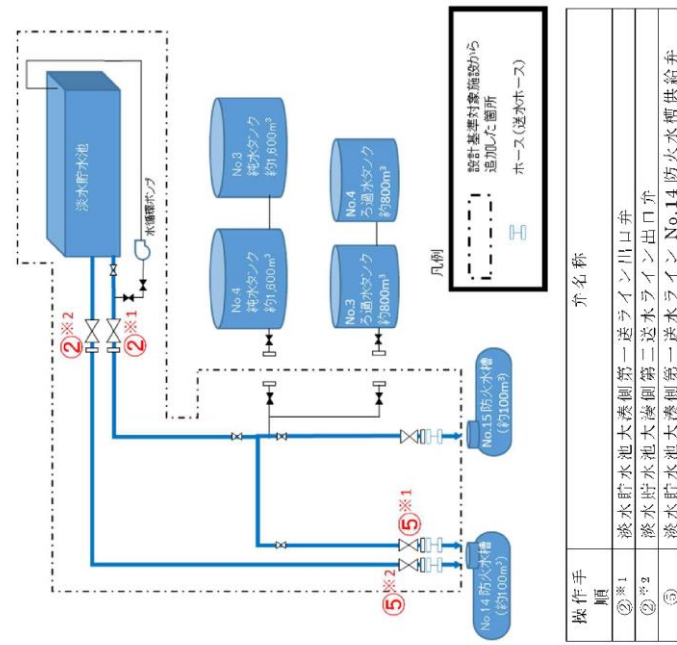 淡水貯水池
水循環ポンプ
②※2
②※1
No.4
純水タンク
約1,600m³
No.3
純水タンク
約1,600m³
No.3
ろ過水タンク
約800m³
No.4
ろ過水タンク
約800m³
⑤※2
⑤※1
No.14 防火水槽
(約100m³)
No.15 防火水槽
(約100m³)
凡例
設計基準対象施設から
追加した箇所
ホース(送水ホース)
操作手順 弁名称
②※1 淡水貯水池大湊側第一送ライン出口弁
②※2 淡水貯水池大湊側第二送水ライン出口弁
⑤ 淡水貯水池大湊側第一送水ライン No.14 防火水槽供給弁